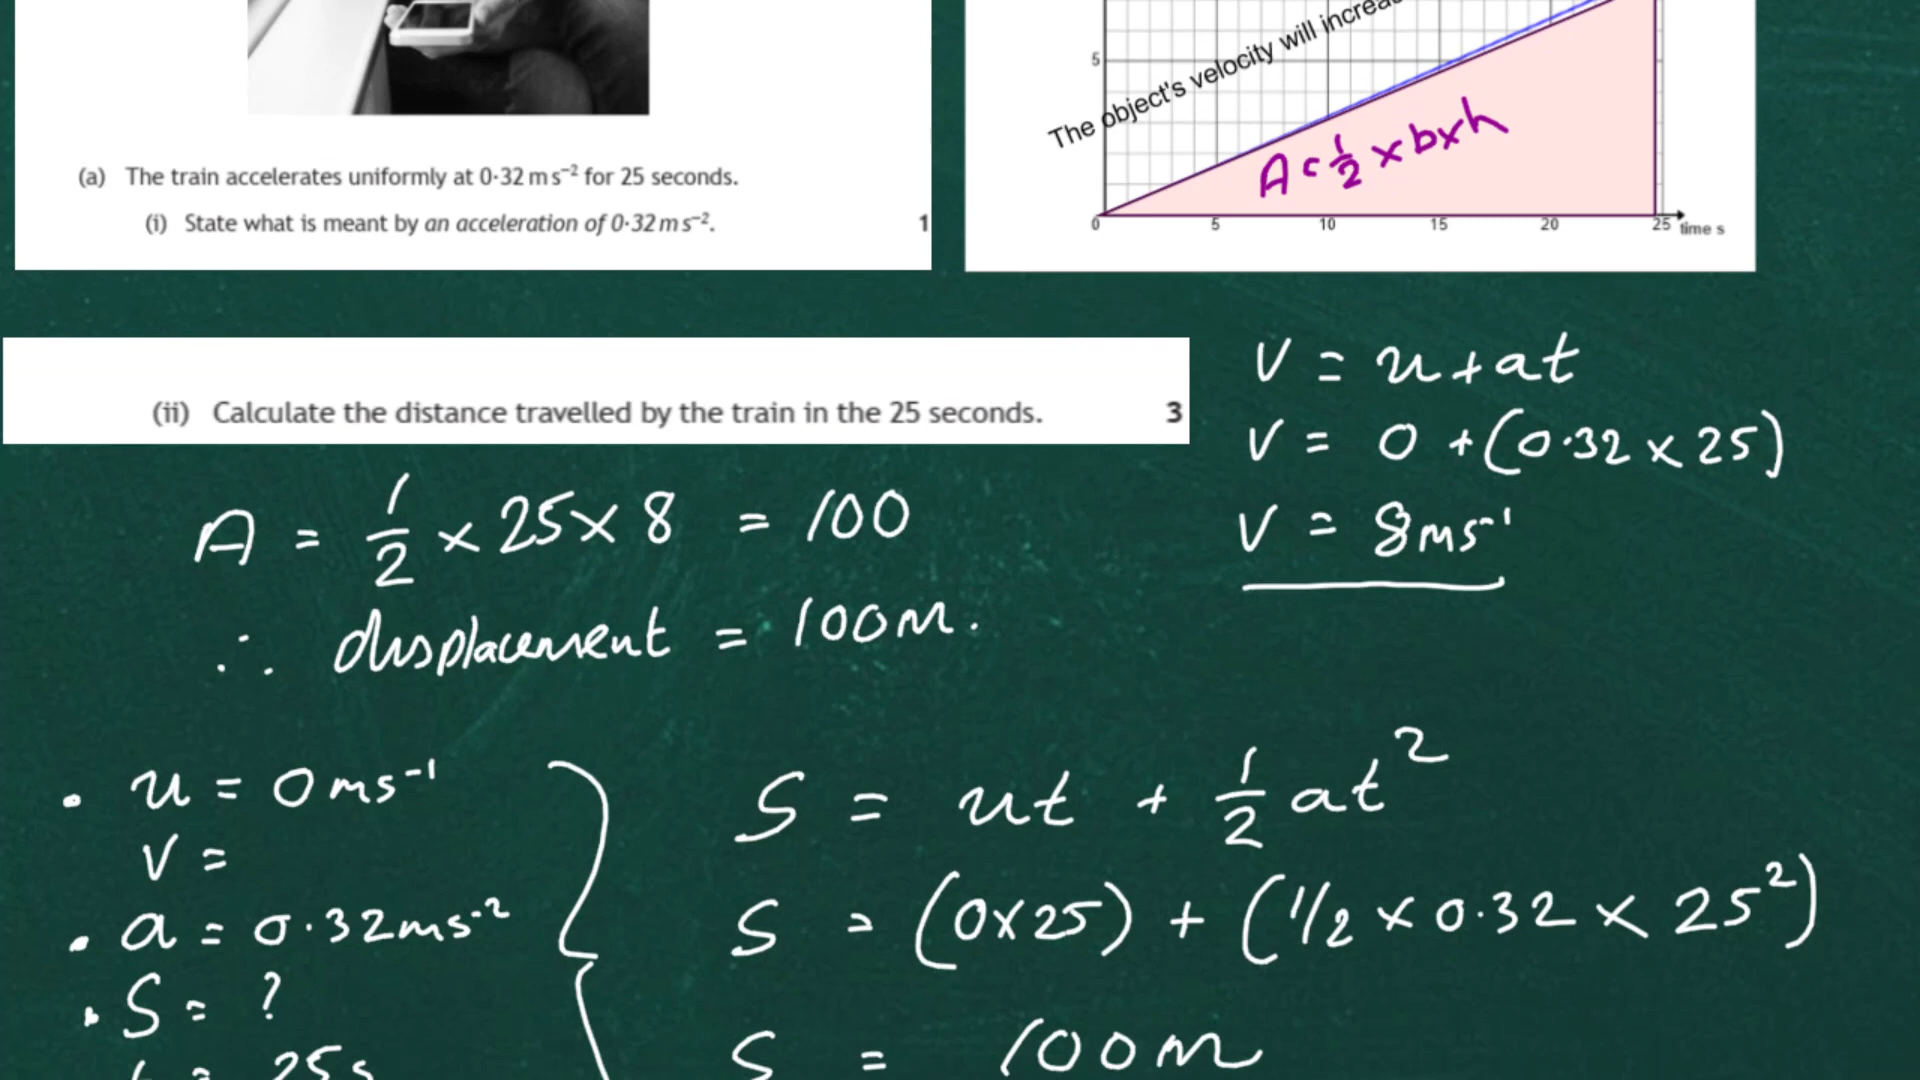 (a) The train accelerates uniformly at 0·32 m s⁻² for 25 seconds.
(i) State what is meant by an acceleration of 0·32 m s⁻².
1
5
The object's velocity will increa
A = ½ × b × h
0 5 10 15 20 25 time s
(ii) Calculate the distance travelled by the train in the 25 seconds.
3
V = u + at
V = 0 + (0·32 × 25)
V = 8ms⁻¹
A = ½ × 25 × 8 = 100
∴ displacement = 100m.
• u = 0ms⁻¹
V =
• a = 0.32ms⁻²
• S = ?
t = 25s
S = ut + ½at²
S = (0×25) + (1/2 × 0.32 × 25²)
S = 100m